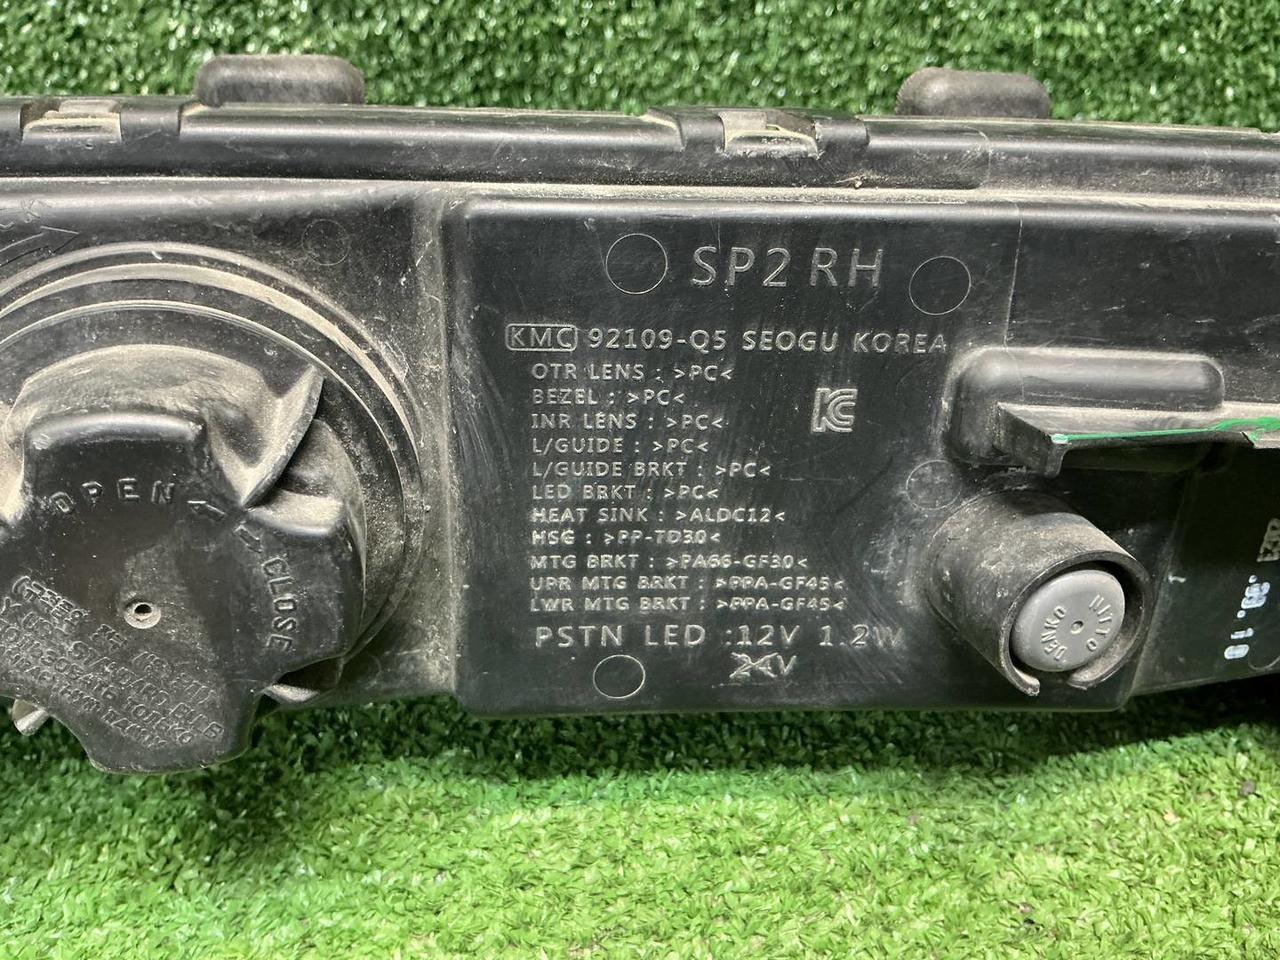 SP2 RH
KMC 92109-Q5 SEOGU KOREA
OTR LENS : >PC<
BEZEL : >PC<
INR LENS : >PC<
L/GUIDE : >PC<
L/GUIDE BRKT : >PC<
LED BRKT : >PC<
HEAT SINK : >ALDC12<
HSG : >PP-TD30<
MTG BRKT : >PA66-GF30<
UPR MTG BRKT : >PPA-GF45<
LWR MTG BRKT : >PPA-GF45<
PSTN LED :12V 1.2W
24V
KC
OPEN
CLOSE
NITTO
DENKO